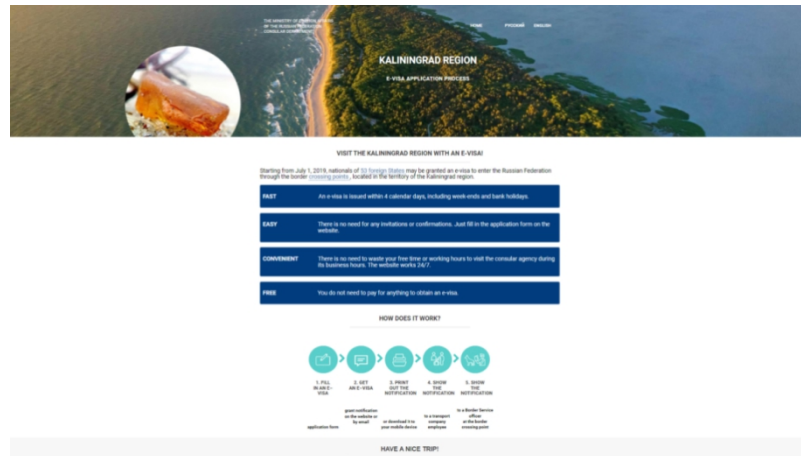 THE MINISTRY OF FOREIGN AFFAIRS
OF THE RUSSIAN FEDERATION
CONSULAR DEPARTMENT
HOME
РУССКИЙ
ENGLISH
KALININGRAD REGION
E-VISA APPLICATION PROCESS
VISIT THE KALININGRAD REGION WITH AN E-VISA!
Starting from July 1, 2019, nationals of 53 foreign States may be granted an e-visa to enter the Russian Federation
through the border crossing points , located in the territory of the Kaliningrad region.
FAST
An e-visa is issued within 4 calendar days, including week-ends and bank holidays.
EASY
There is no need for any invitations or confirmations. Just fill in the application form on the
website.
CONVENIENT
There is no need to waste your free time or working hours to visit the consular agency during
its business hours. The website works 24/7.
FREE
You do not need to pay for anything to obtain an e-visa.
HOW DOES IT WORK?
1. FILL
IN AN E-
VISA
application form
2. GET
AN E-VISA
grant notification
on the website or
by email
3. PRINT
OUT THE
NOTIFICATION
or download it to
your mobile device
4. SHOW
THE
NOTIFICATION
to a transport
company
employee
5. SHOW
THE
NOTIFICATION
to a Border Service
officer
at the border
crossing point
HAVE A NICE TRIP!